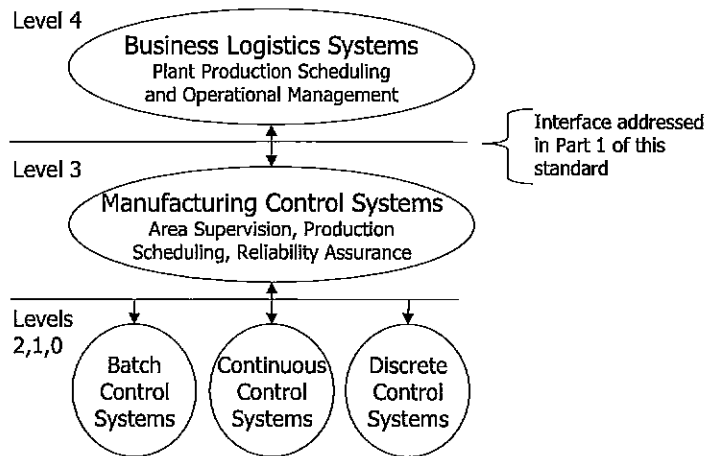 Level 4
Business Logistics Systems
Plant Production Scheduling
and Operational Management
Interface addressed
in Part 1 of this
standard
Level 3
Manufacturing Control Systems
Area Supervision, Production
Scheduling, Reliability Assurance
Levels
2,1,0
Batch
Control
Systems
Continuous
Control
Systems
Discrete
Control
Systems